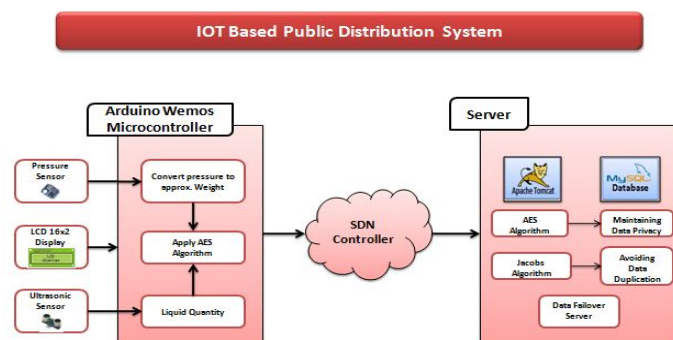 IOT Based Public Distribution System
Arduino Wemos
Microcontroller
Server
Pressure
Sensor
Convert pressure to
approx. Weight
LCD 16x2
Display
Apply AES
Algorithm
Ultrasonic
Sensor
Liquid Quantity
SDN
Controller
Apache Tomcat
MySQL
Database
AES
Algorithm
Maintaining
Data Privacy
Jacobs
Algorithm
Avoiding
Data
Duplication
Data Failover
Server